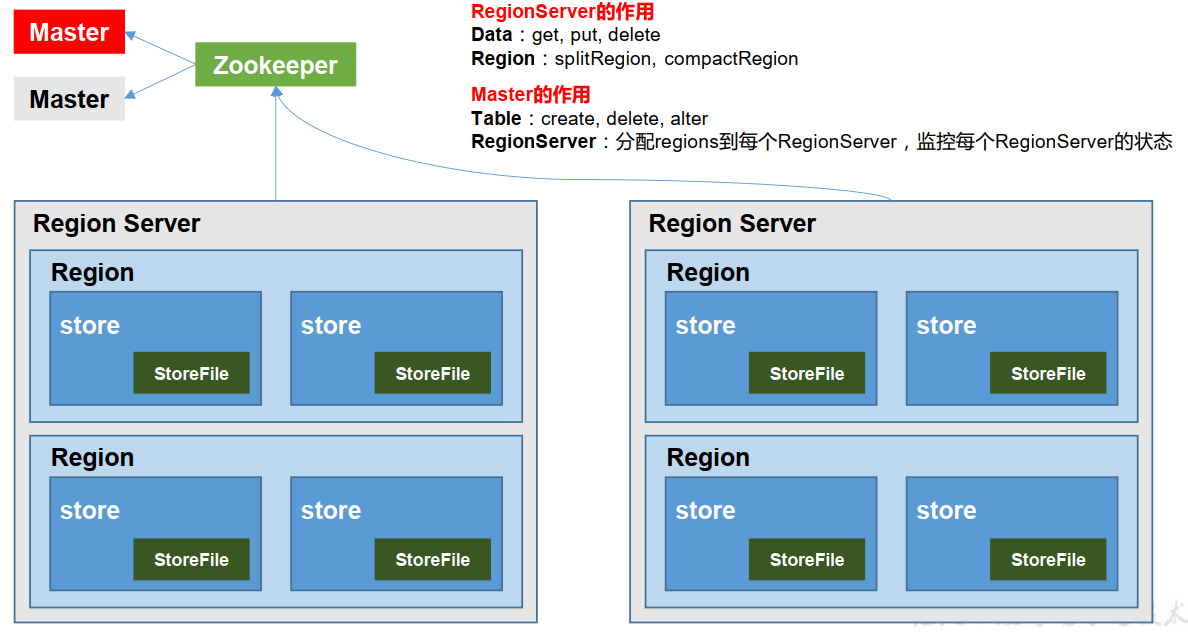 Master
Master
Zookeeper
RegionServer的作用
Data：get, put, delete
Region：splitRegion, compactRegion
Master的作用
Table：create, delete, alter
RegionServer：分配regions到每个RegionServer，监控每个RegionServer的状态
Region Server
Region
store
StoreFile
store
StoreFile
Region
store
StoreFile
store
StoreFile
Region Server
Region
store
StoreFile
store
StoreFile
Region
store
StoreFile
store
StoreFile